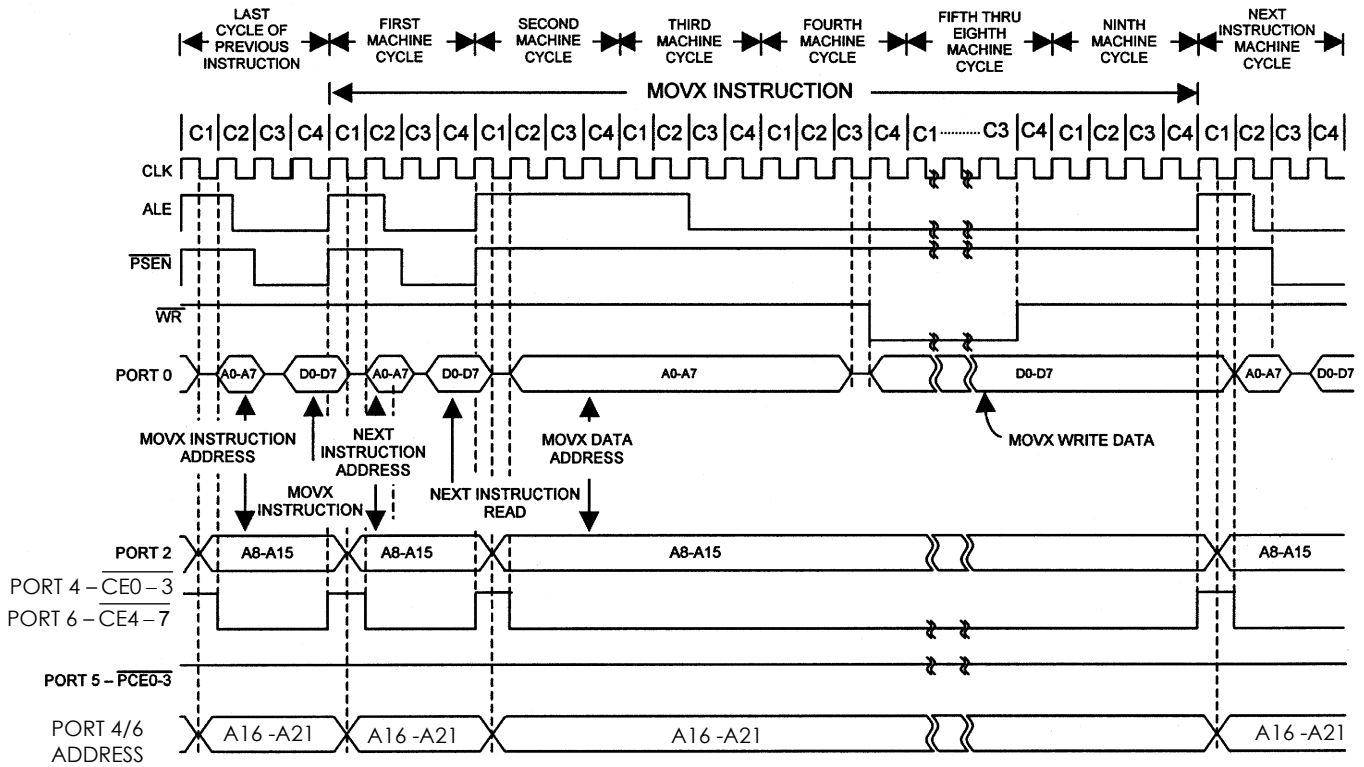 LAST
CYCLE OF
PREVIOUS
INSTRUCTION
FIRST
MACHINE
CYCLE
SECOND
MACHINE
CYCLE
THIRD
MACHINE
CYCLE
FOURTH
MACHINE
CYCLE
FIFTH THRU
EIGHTH
MACHINE
CYCLE
NINTH
MACHINE
CYCLE
NEXT
INSTRUCTION
MACHINE
CYCLE
MOVX INSTRUCTION
C1 C2 C3 C4 C1 C2 C3 C4 C1 C2 C3 C4 C1 C2 C3 C4 C1 C2 C3 C4 C1..........C3 C4 C1 C2 C3 C4 C1 C2 C3 C4
CLK
ALE
PSEN
WR
PORT 0 A0-A7 D0-D7 A0-A7 D0-D7 A0-A7 D0-D7 A0-A7 D0-D7
MOVX INSTRUCTION
ADDRESS
NEXT
INSTRUCTION
ADDRESS
MOVX DATA
ADDRESS
MOVX WRITE DATA
MOVX
INSTRUCTION
NEXT INSTRUCTION
READ
PORT 2 A8-A15 A8-A15 A8-A15 A8-A15
PORT 4 – CE0 – 3
PORT 6 – CE4 – 7
PORT 5 – PCE0-3
PORT 4/6
ADDRESS
A16 -A21 A16 -A21 A16 -A21 A16 -A21